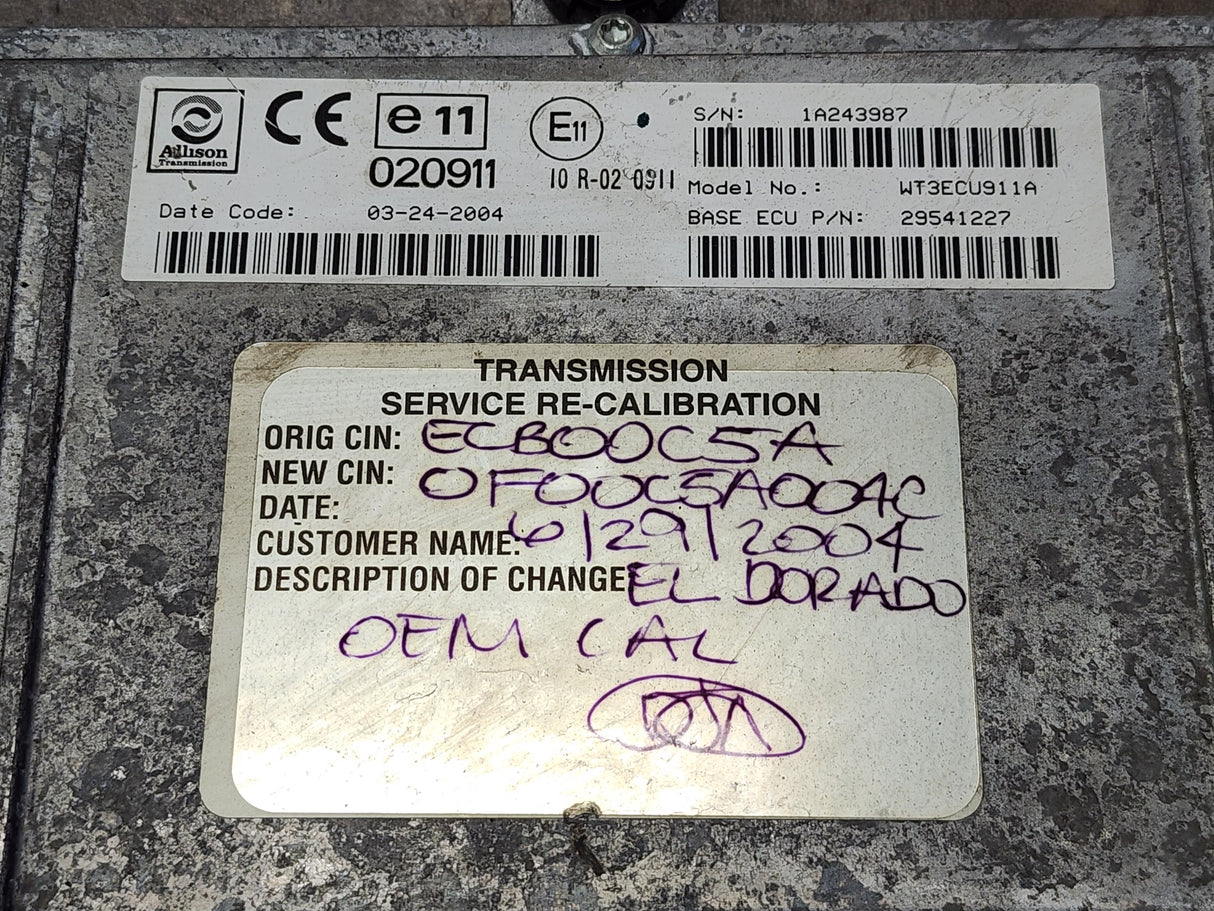 Allison
Transmission
CE
e 11
020911
E11
10 R-02 0911
Date Code: 03-24-2004
S/N: 1A243987
Model No.: WT3ECU911A
BASE ECU P/N: 29541227
TRANSMISSION
SERVICE RE-CALIBRATION
ORIG CIN: ECB00C5A
NEW CIN: 0F00C5A004C
DATE: 6/29/2004
CUSTOMER NAME: EL DORADO
DESCRIPTION OF CHANGE
OEM CAL